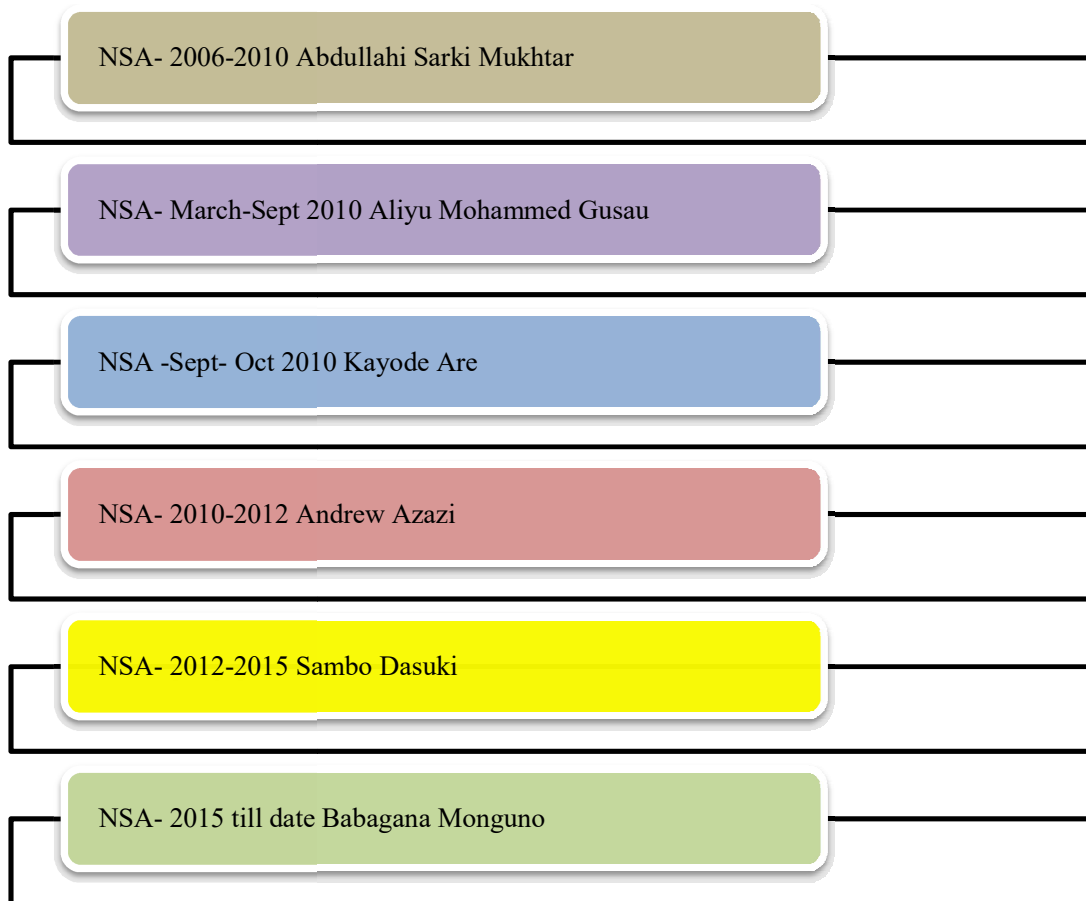 NSA- 2006-2010 Abdullahi Sarki Mukhtar
NSA- March-Sept 2010 Aliyu Mohammed Gusau
NSA -Sept- Oct 2010 Kayode Are
NSA- 2010-2012 Andrew Azazi
NSA- 2012-2015 Sambo Dasuki
NSA- 2015 till date Babagana Monguno